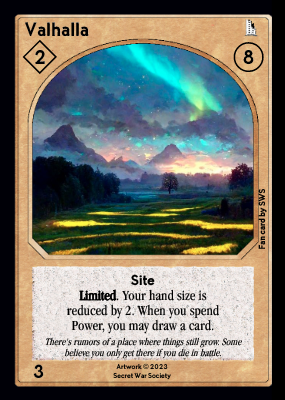 Valhalla
2
8
Fan card by SWS
Site
Limited. Your hand size is
reduced by 2. When you spend
Power, you may draw a card.
There's rumors of a place where things still grow. Some
believe you only get there if you die in battle.
Artwork © 2023
Secret War Society
3